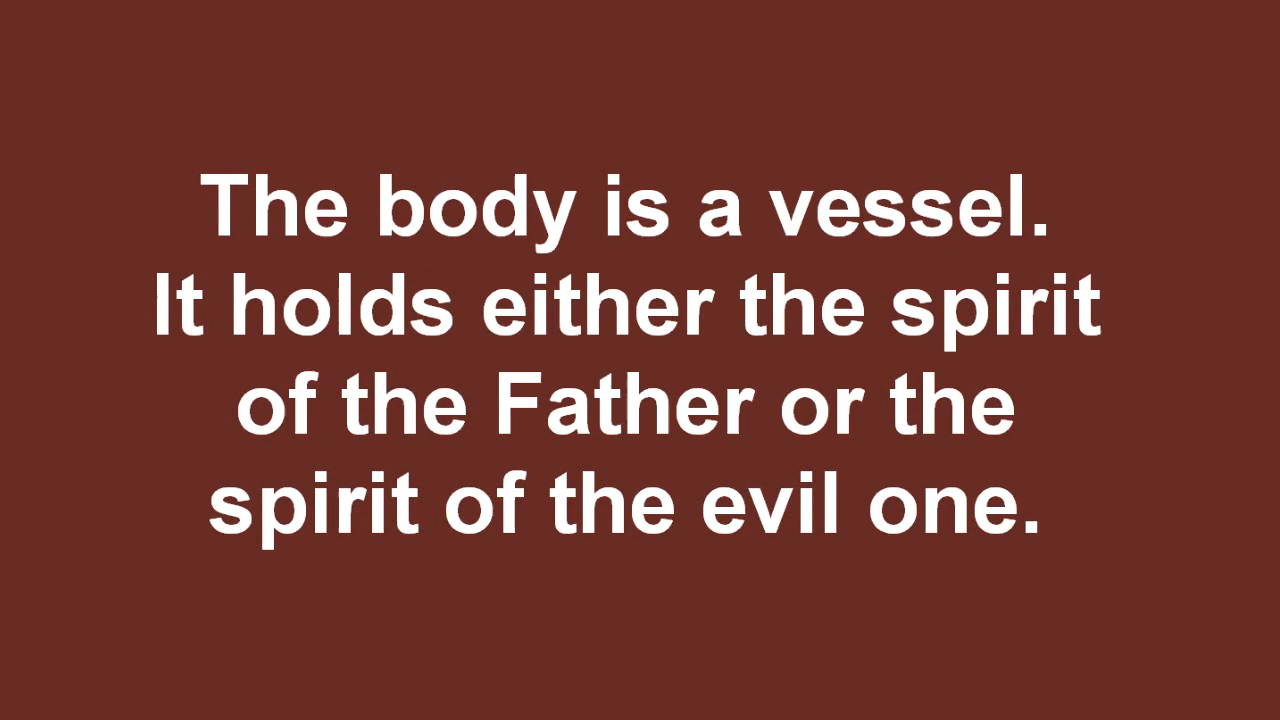 The body is a vessel.
It holds either the spirit
of the Father or the
spirit of the evil one.